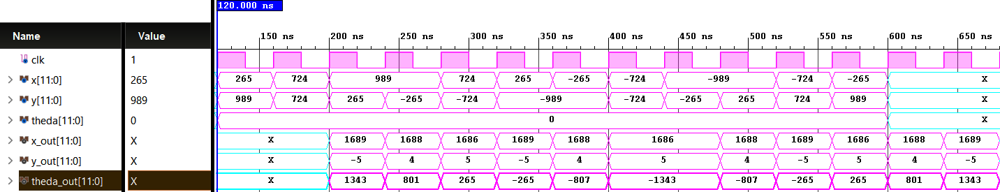 120.000 ns
Name Value 150 ns 200 ns 250 ns 300 ns 350 ns 400 ns 450 ns 500 ns 550 ns 600 ns 650 ns
clk 1
x[11:0] 265 265 724 989 724 265 -265 -724 -989 -724 -265 X
y[11:0] 989 989 724 265 -265 -724 -989 -724 -265 265 724 989 X
theda[11:0] 0 0 X
x_out[11:0] X X 1689 1688 1686 1689 1688 1686 1688 1689 1686 1688 1689
y_out[11:0] X X -5 4 5 -5 4 5 4 -5 5 4 -5
theda_out[11:0] X X 1343 801 265 -265 -807 -1343 -807 -265 265 801 1343